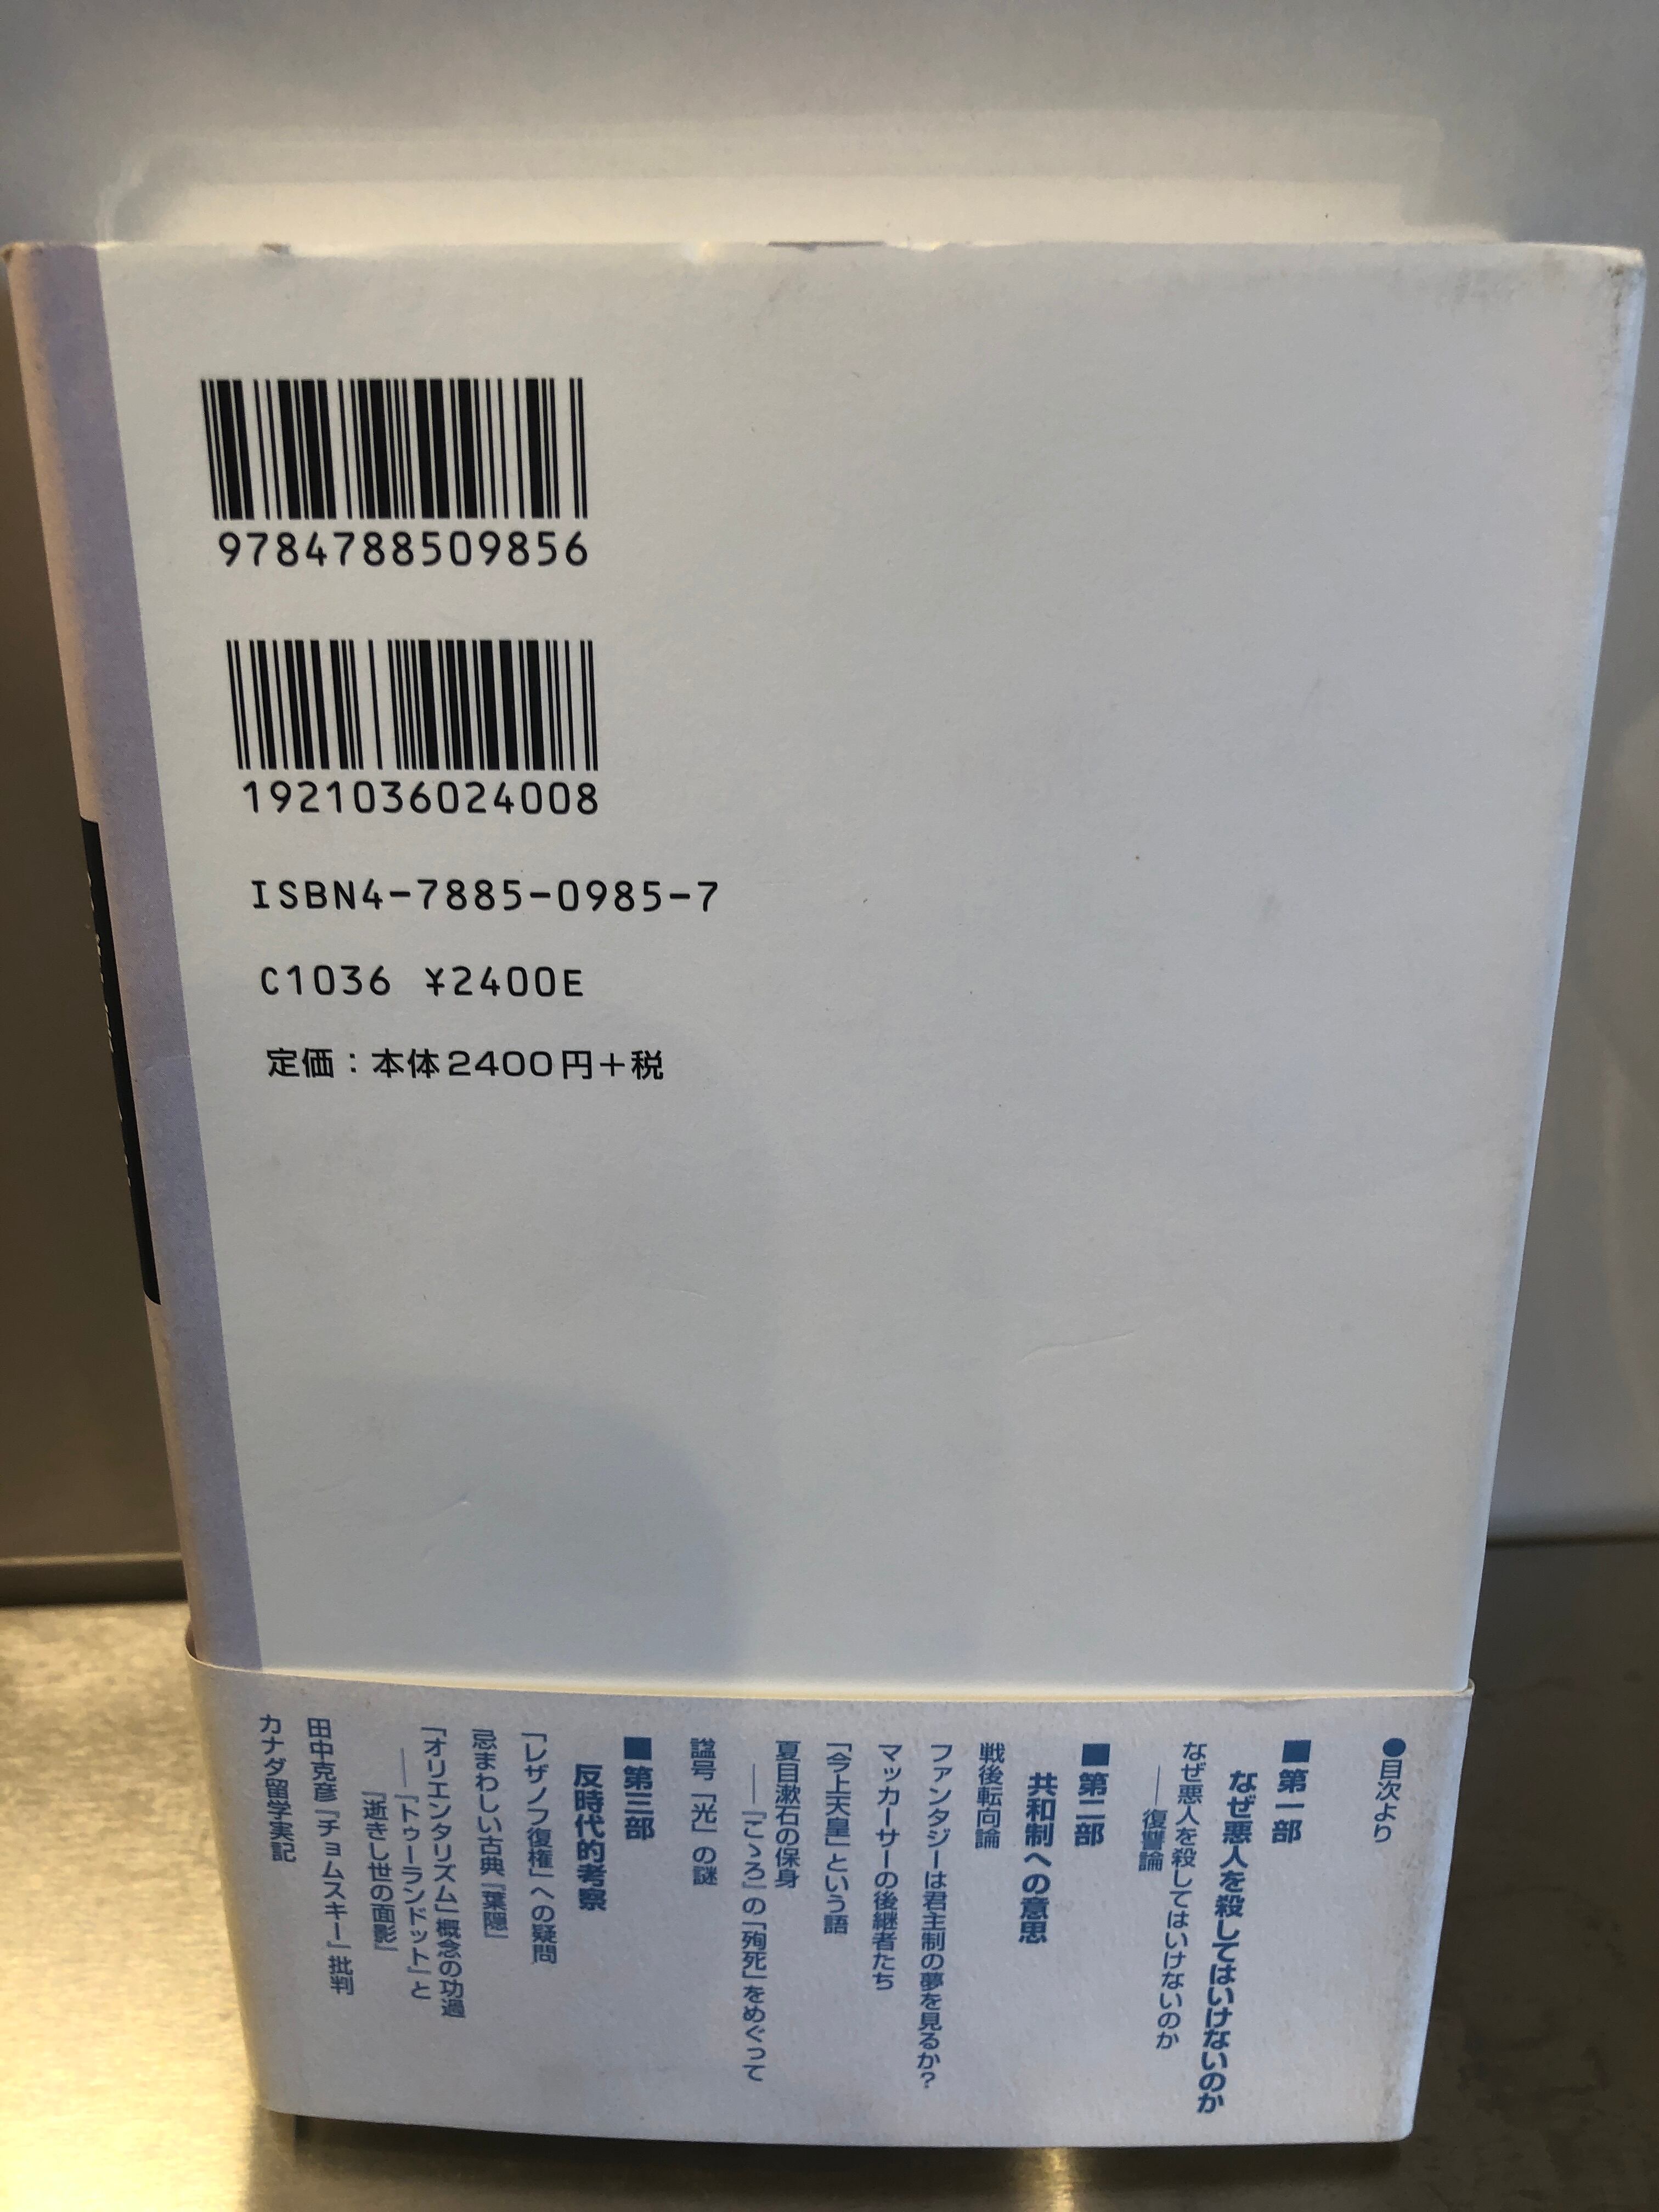 9784788509856
1921036024008
ISBN4-7885-0985-7
C1036 ¥2400E
定価：本体2400円＋税
●目次より
■第一部
なぜ悪人を殺してはいけないのか
なぜ悪人を殺してはいけないのか
――復讐論
■第二部
共和制への意思
戦後転向論
ファンタジーは君主制の夢を見るか？
マッカーサーの後継者たち
「今上天皇」という語
夏目漱石の保身
――『こゝろ』の「殉死」をめぐって
諡号「光」の謎
■第三部
反時代的考察
「レザノフ復権」への疑問
忌まわしい古典『葉隠』
「オリエンタリズム」概念の功過
――『トゥーランドット』と
『逝きし世の面影』
田中克彦『チョムスキー』批判
カナダ留学実記